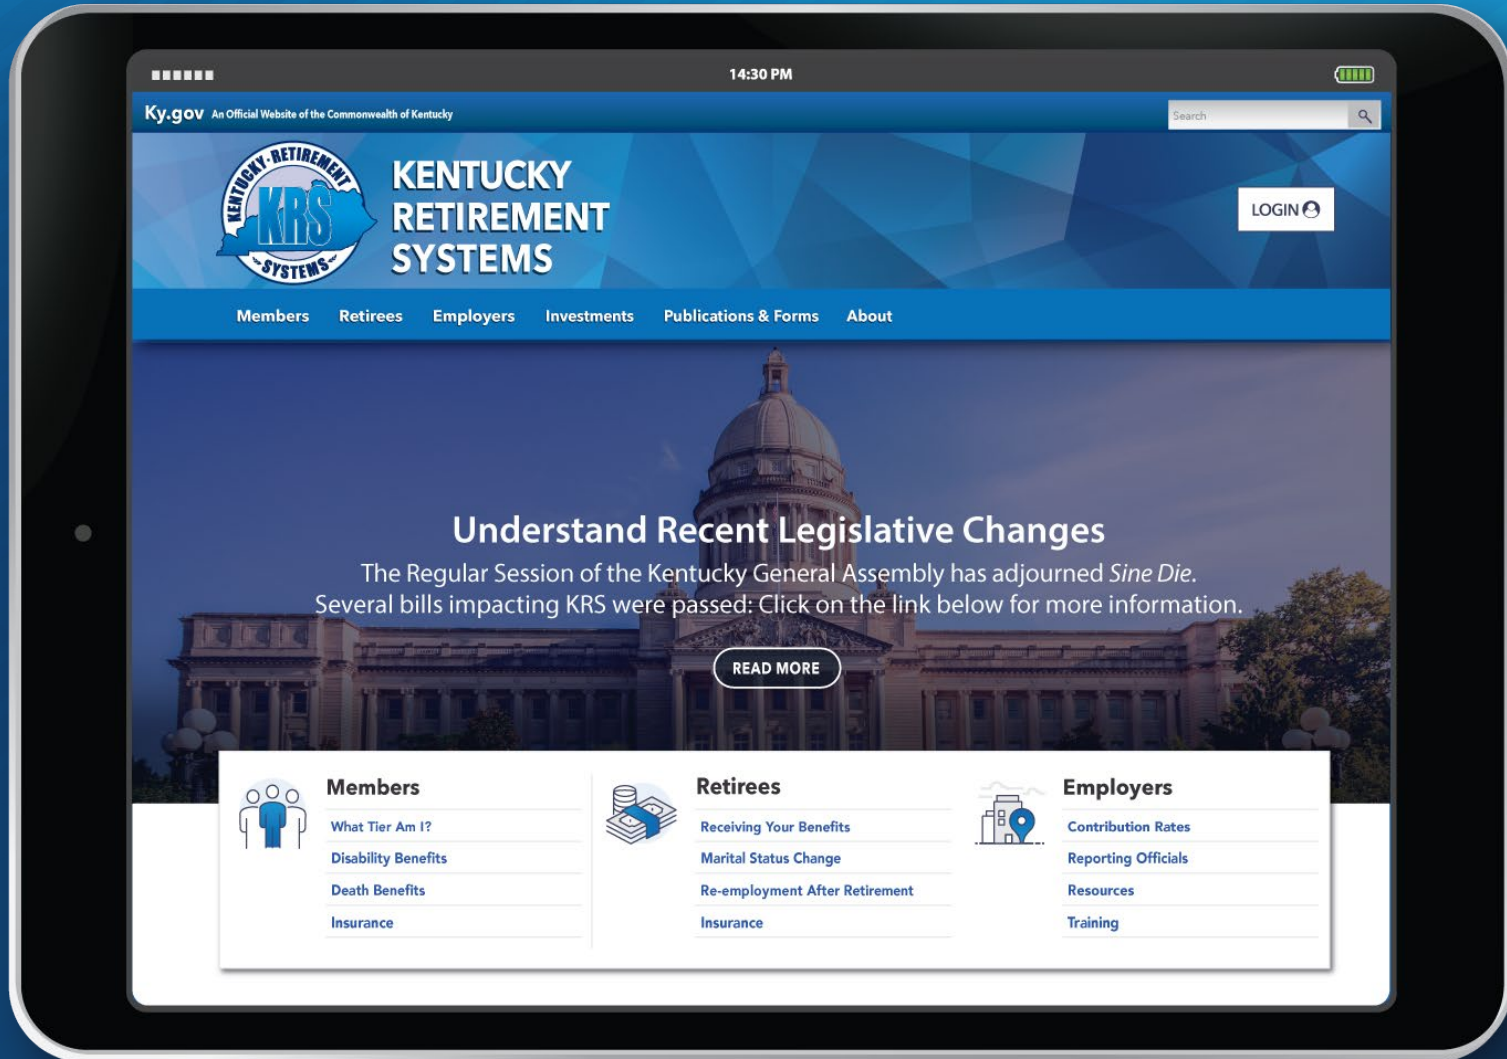 14:30 PM
Ky.gov An Official Website of the Commonwealth of Kentucky
Search
KENTUCKY·RETIREMENT
KRS
SYSTEMS
KENTUCKY
RETIREMENT
SYSTEMS
LOGIN
Members Retirees Employers Investments Publications & Forms About
Understand Recent Legislative Changes
The Regular Session of the Kentucky General Assembly has adjourned Sine Die.
Several bills impacting KRS were passed: Click on the link below for more information.
READ MORE
Members
What Tier Am I?
Disability Benefits
Death Benefits
Insurance
Retirees
Receiving Your Benefits
Marital Status Change
Re-employment After Retirement
Insurance
Employers
Contribution Rates
Reporting Officials
Resources
Training